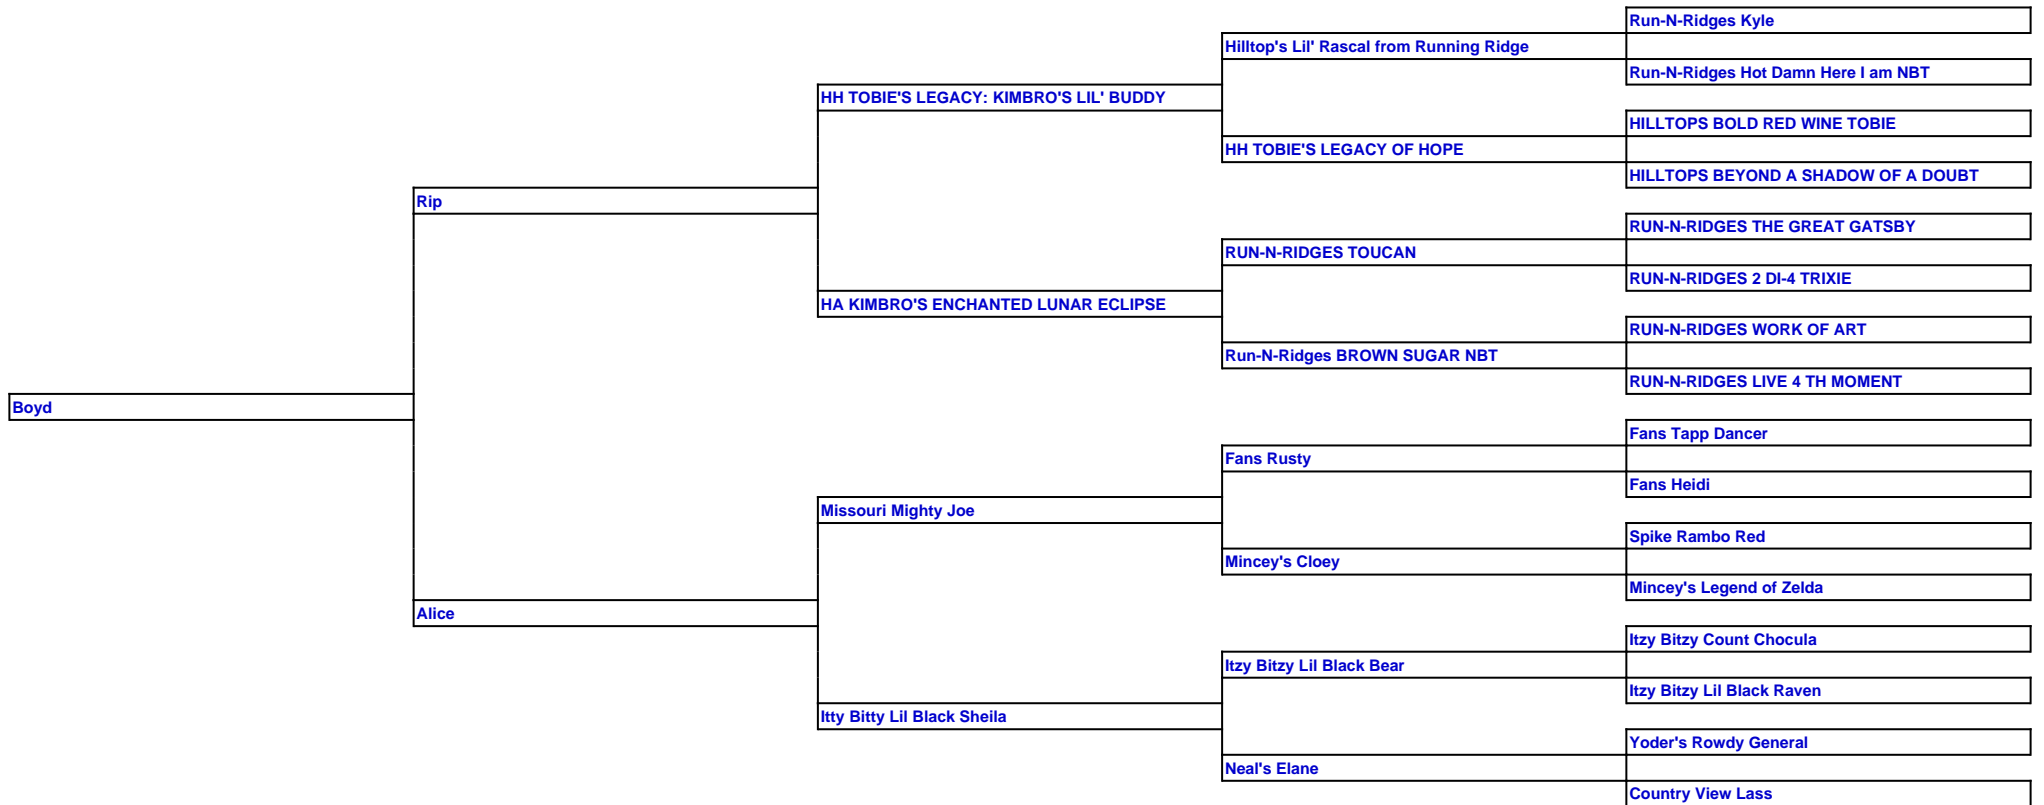 Run-N-Ridges Kyle
Hilltop's Lil' Rascal from Running Ridge
Run-N-Ridges Hot Damn Here I am NBT
HH TOBIE'S LEGACY: KIMBRO'S LIL' BUDDY
HILLTOPS BOLD RED WINE TOBIE
HH TOBIE'S LEGACY OF HOPE
HILLTOPS BEYOND A SHADOW OF A DOUBT
Rip
RUN-N-RIDGES THE GREAT GATSBY
RUN-N-RIDGES TOUCAN
RUN-N-RIDGES 2 DI-4 TRIXIE
HA KIMBRO'S ENCHANTED LUNAR ECLIPSE
RUN-N-RIDGES WORK OF ART
Run-N-Ridges BROWN SUGAR NBT
RUN-N-RIDGES LIVE 4 TH MOMENT
Boyd
Fans Tapp Dancer
Fans Rusty
Fans Heidi
Missouri Mighty Joe
Spike Rambo Red
Mincey's Cloey
Mincey's Legend of Zelda
Alice
Itzy Bitzy Count Chocula
Itzy Bitzy Lil Black Bear
Itzy Bitzy Lil Black Raven
Itty Bitty Lil Black Sheila
Yoder's Rowdy General
Neal's Elane
Country View Lass